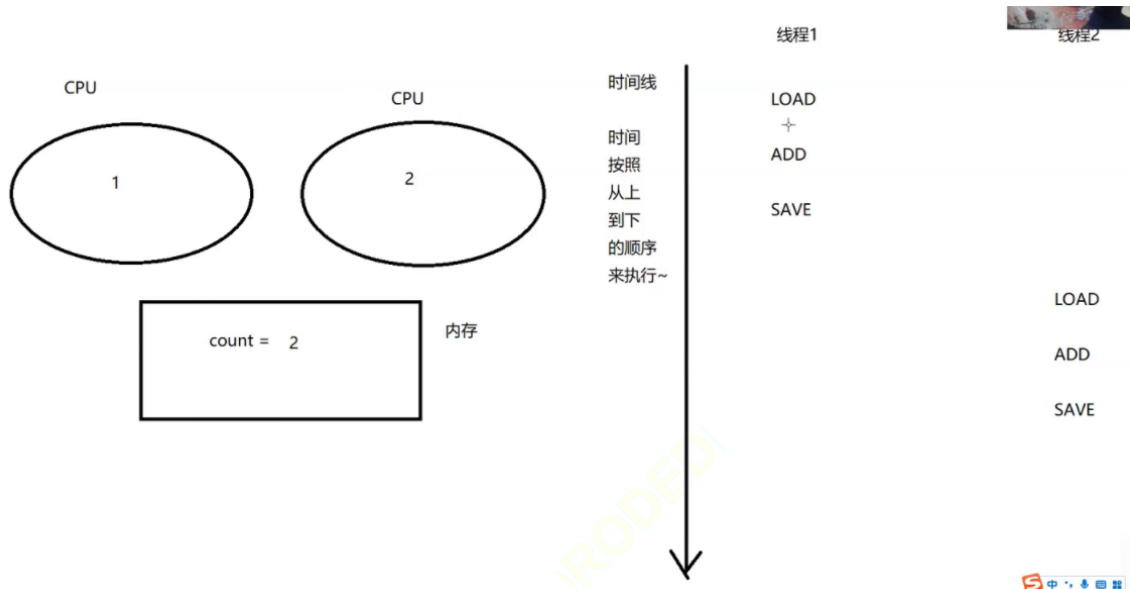 CPU
CPU
1
2
count = 2
内存
时间线
时间
按照
从上
到下
的顺序
来执行~
线程1
LOAD
ADD
SAVE
线程2
LOAD
ADD
SAVE
中